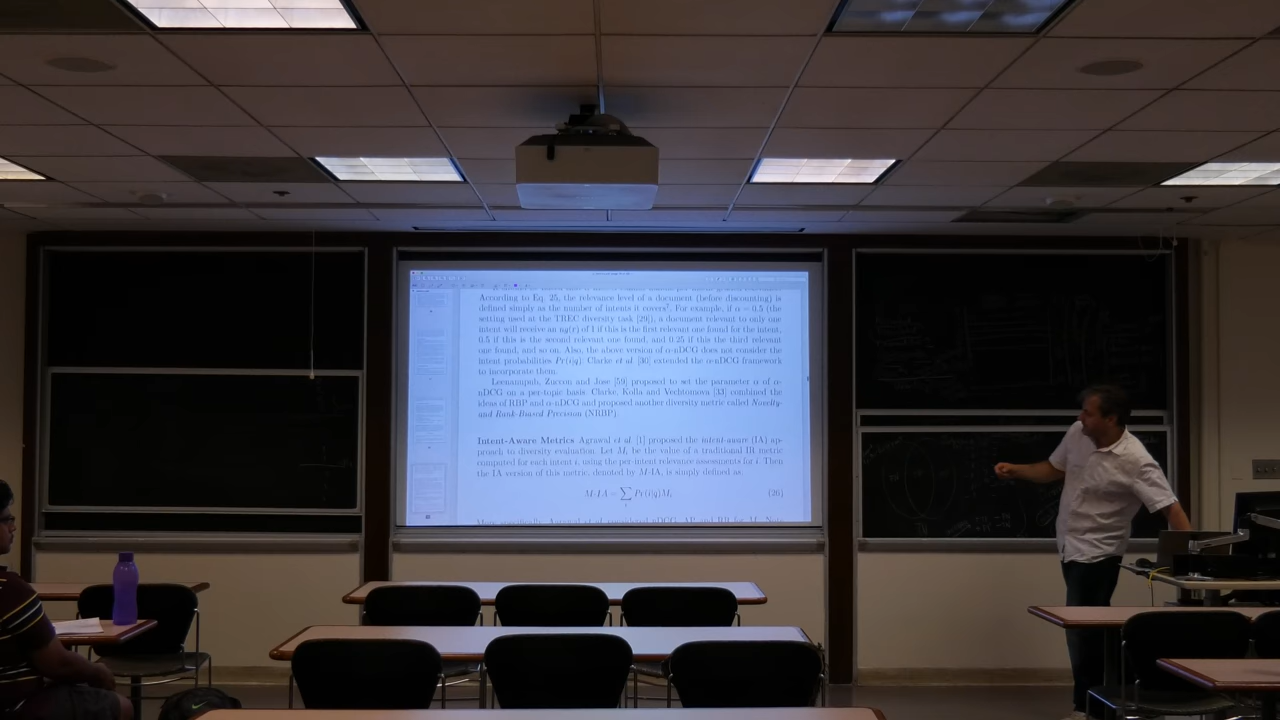 According to Eq. 25, the relevance level of a document (before discounting) is
defined simply as the number of intents it covers⁷. For example, if α = 0.5 (the
setting used at the TREC diversity task [29]), a document relevant to only one
intent will receive an ng(r) of 1 if this is the first relevant one found for the intent,
0.5 if this is the second relevant one found, and 0.25 if this the third relevant
one found, and so on. Also, the above version of α-nDCG does not consider the
intent probabilities Pr(i|q). Clarke et al. [30] extended the α-nDCG framework
to incorporate them.
Leelanupab, Zuccon and Jose [59] proposed to set the parameter α of α-
nDCG on a per-topic basis. Clarke, Kolla and Vechtomova [33] combined the
ideas of RBP and α-nDCG and proposed another diversity metric called Novelty-
and Rank-Biased Precision (NRBP).
Intent-Aware Metrics Agrawal et al. [1] proposed the intent-aware (IA) ap-
proach to diversity evaluation. Let Mᵢ be the value of a traditional IR metric
computed for each intent i, using the per-intent relevance assessments for i. Then
the IA version of this metric, denoted by M-IA, is simply defined as:
M-IA = ∑ᵢ Pr(i|q)Mᵢ (26)